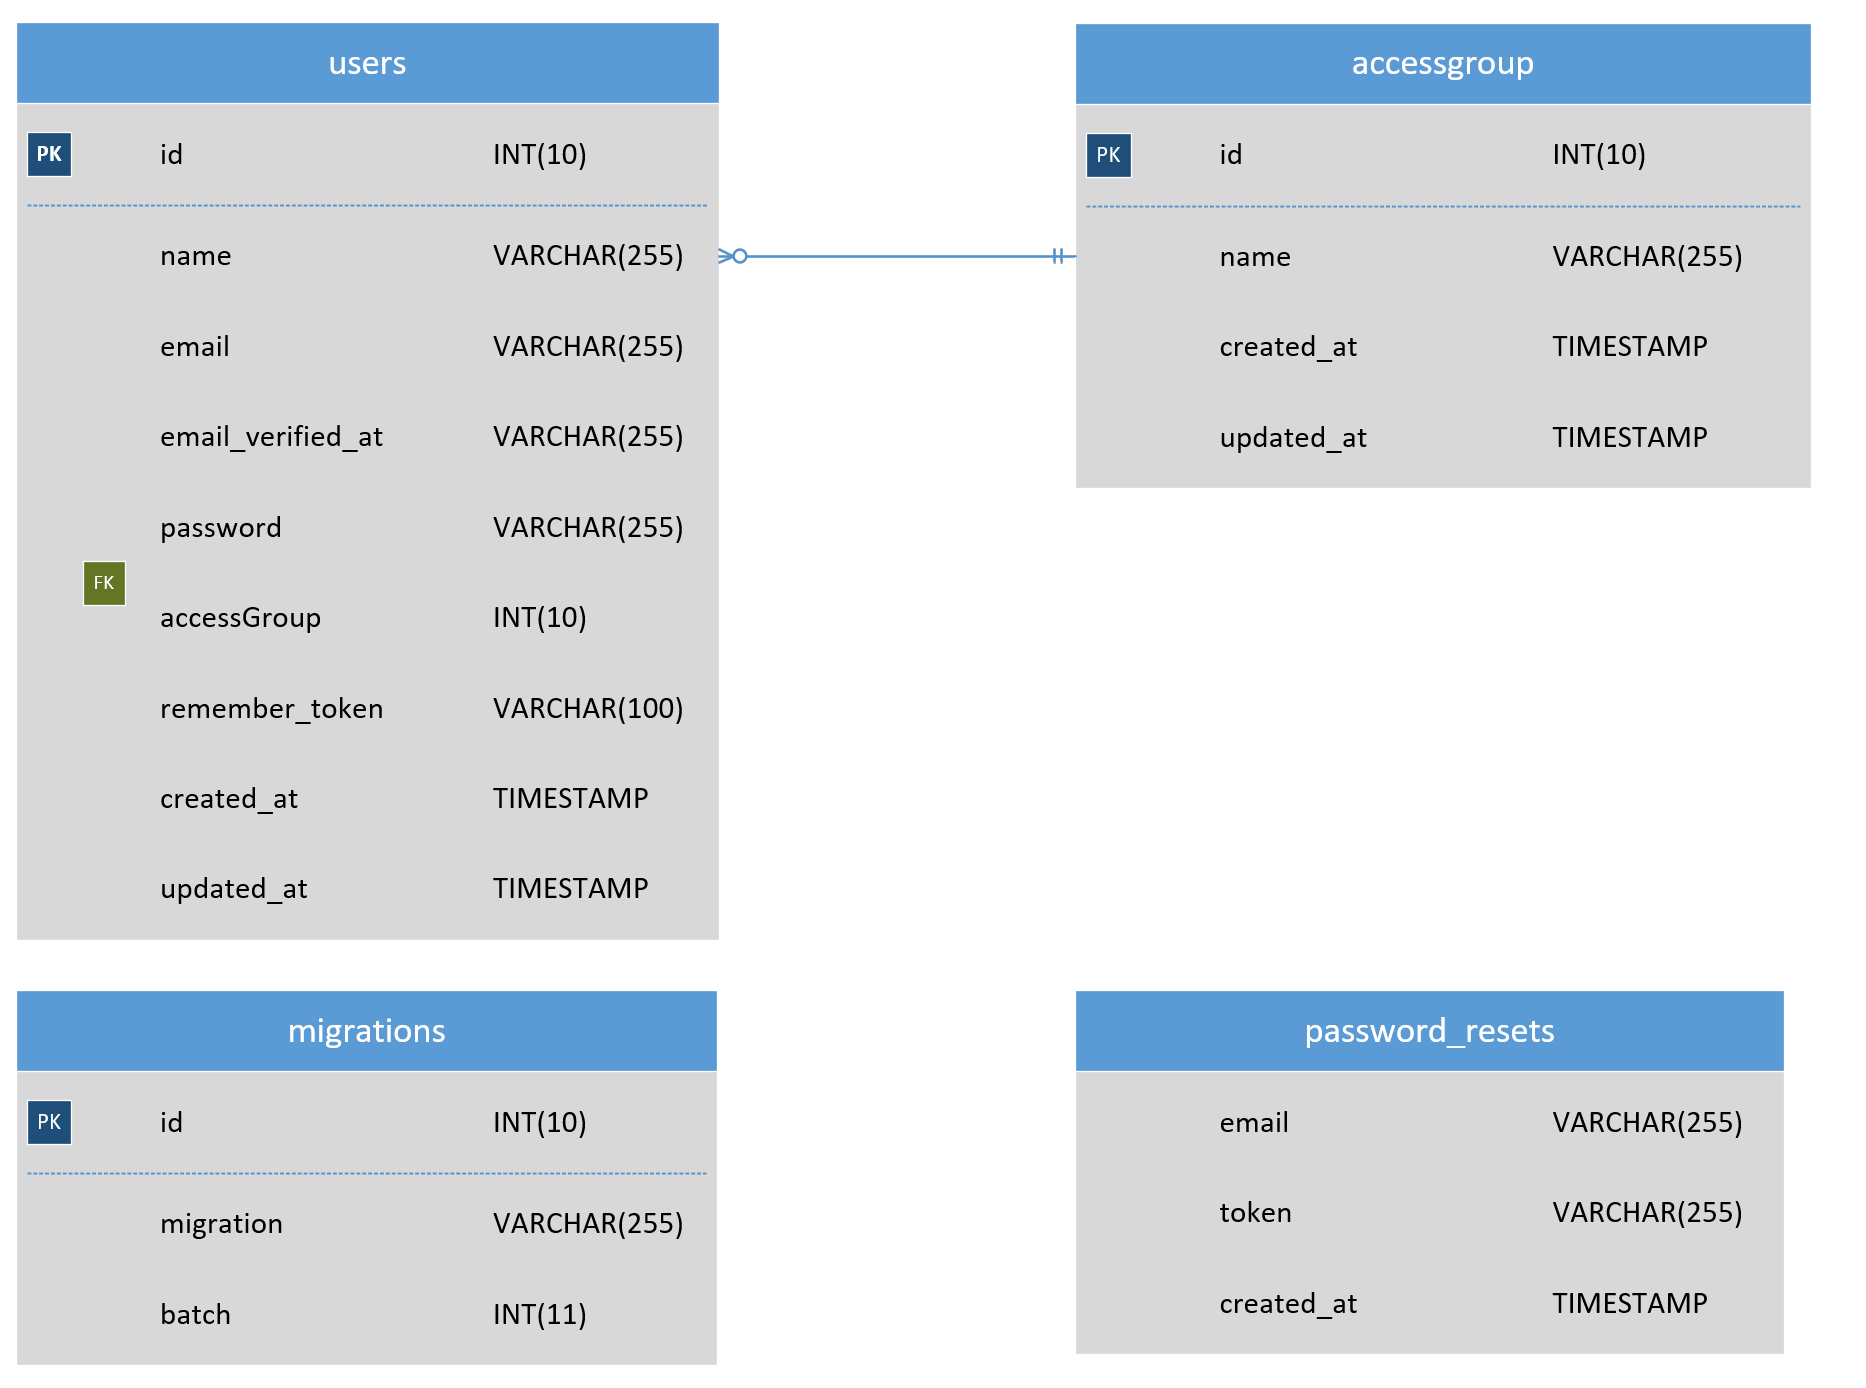 users
PK id INT(10)
name VARCHAR(255)
email VARCHAR(255)
email_verified_at VARCHAR(255)
password VARCHAR(255)
FK
accessGroup INT(10)
remember_token VARCHAR(100)
created_at TIMESTAMP
updated_at TIMESTAMP
accessgroup
PK id INT(10)
name VARCHAR(255)
created_at TIMESTAMP
updated_at TIMESTAMP
migrations
PK id INT(10)
migration VARCHAR(255)
batch INT(11)
password_resets
email VARCHAR(255)
token VARCHAR(255)
created_at TIMESTAMP